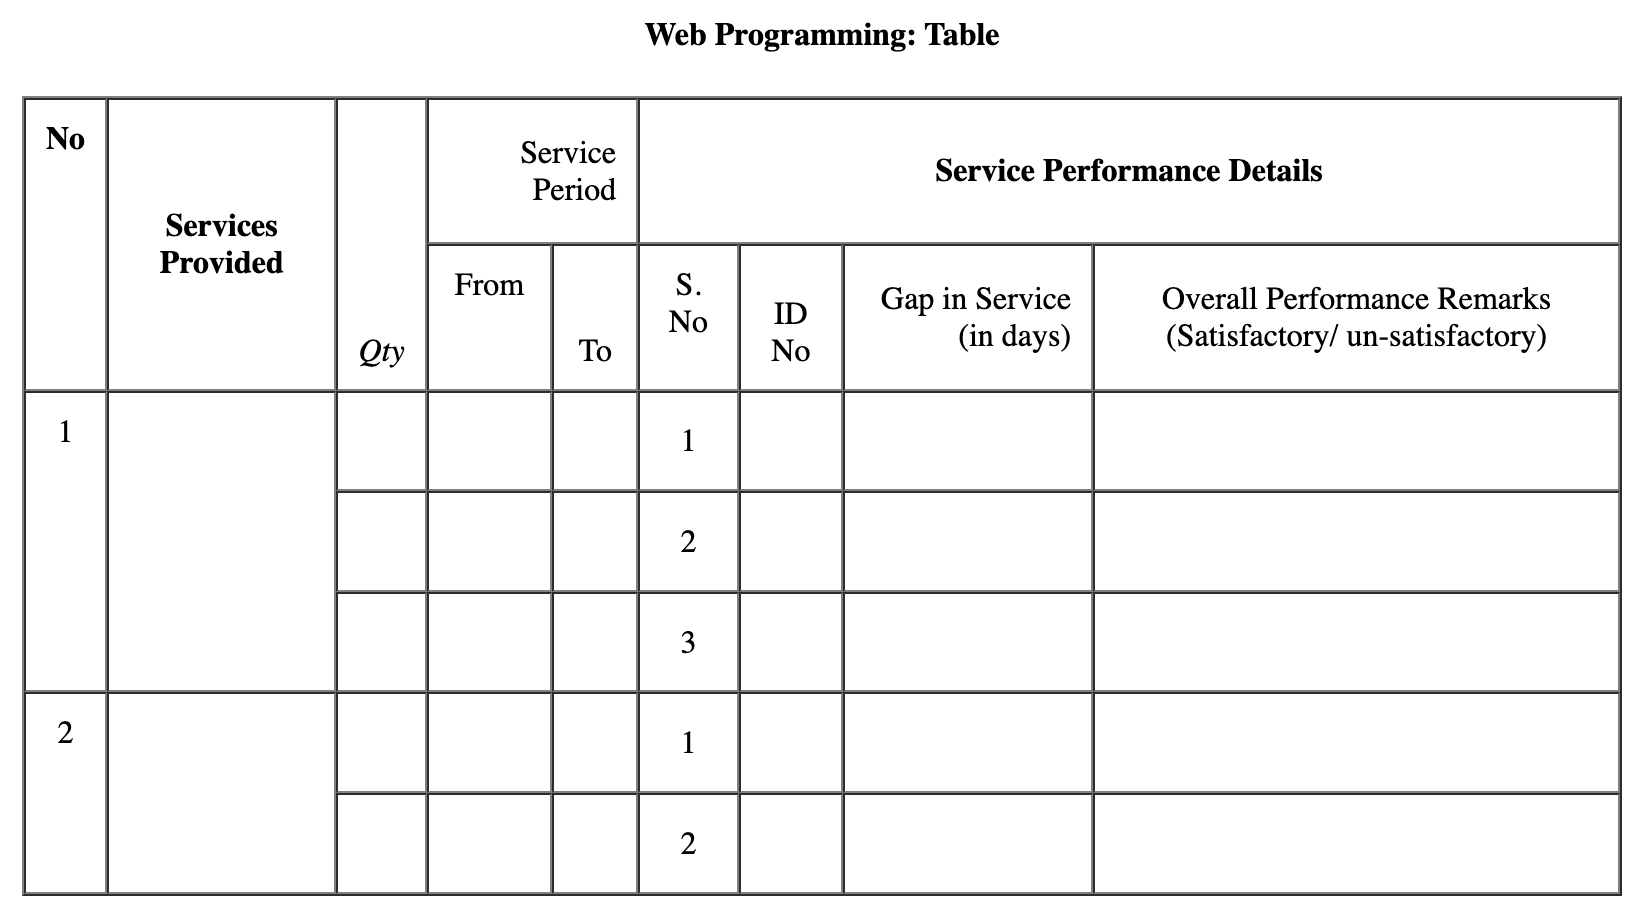 Web Programming: Table
No
Services
Provided
Qty
Service
Period
Service Performance Details
From
To
S.
No
ID
No
Gap in Service
(in days)
Overall Performance Remarks
(Satisfactory/ un-satisfactory)
1
1
2
3
2
1
2